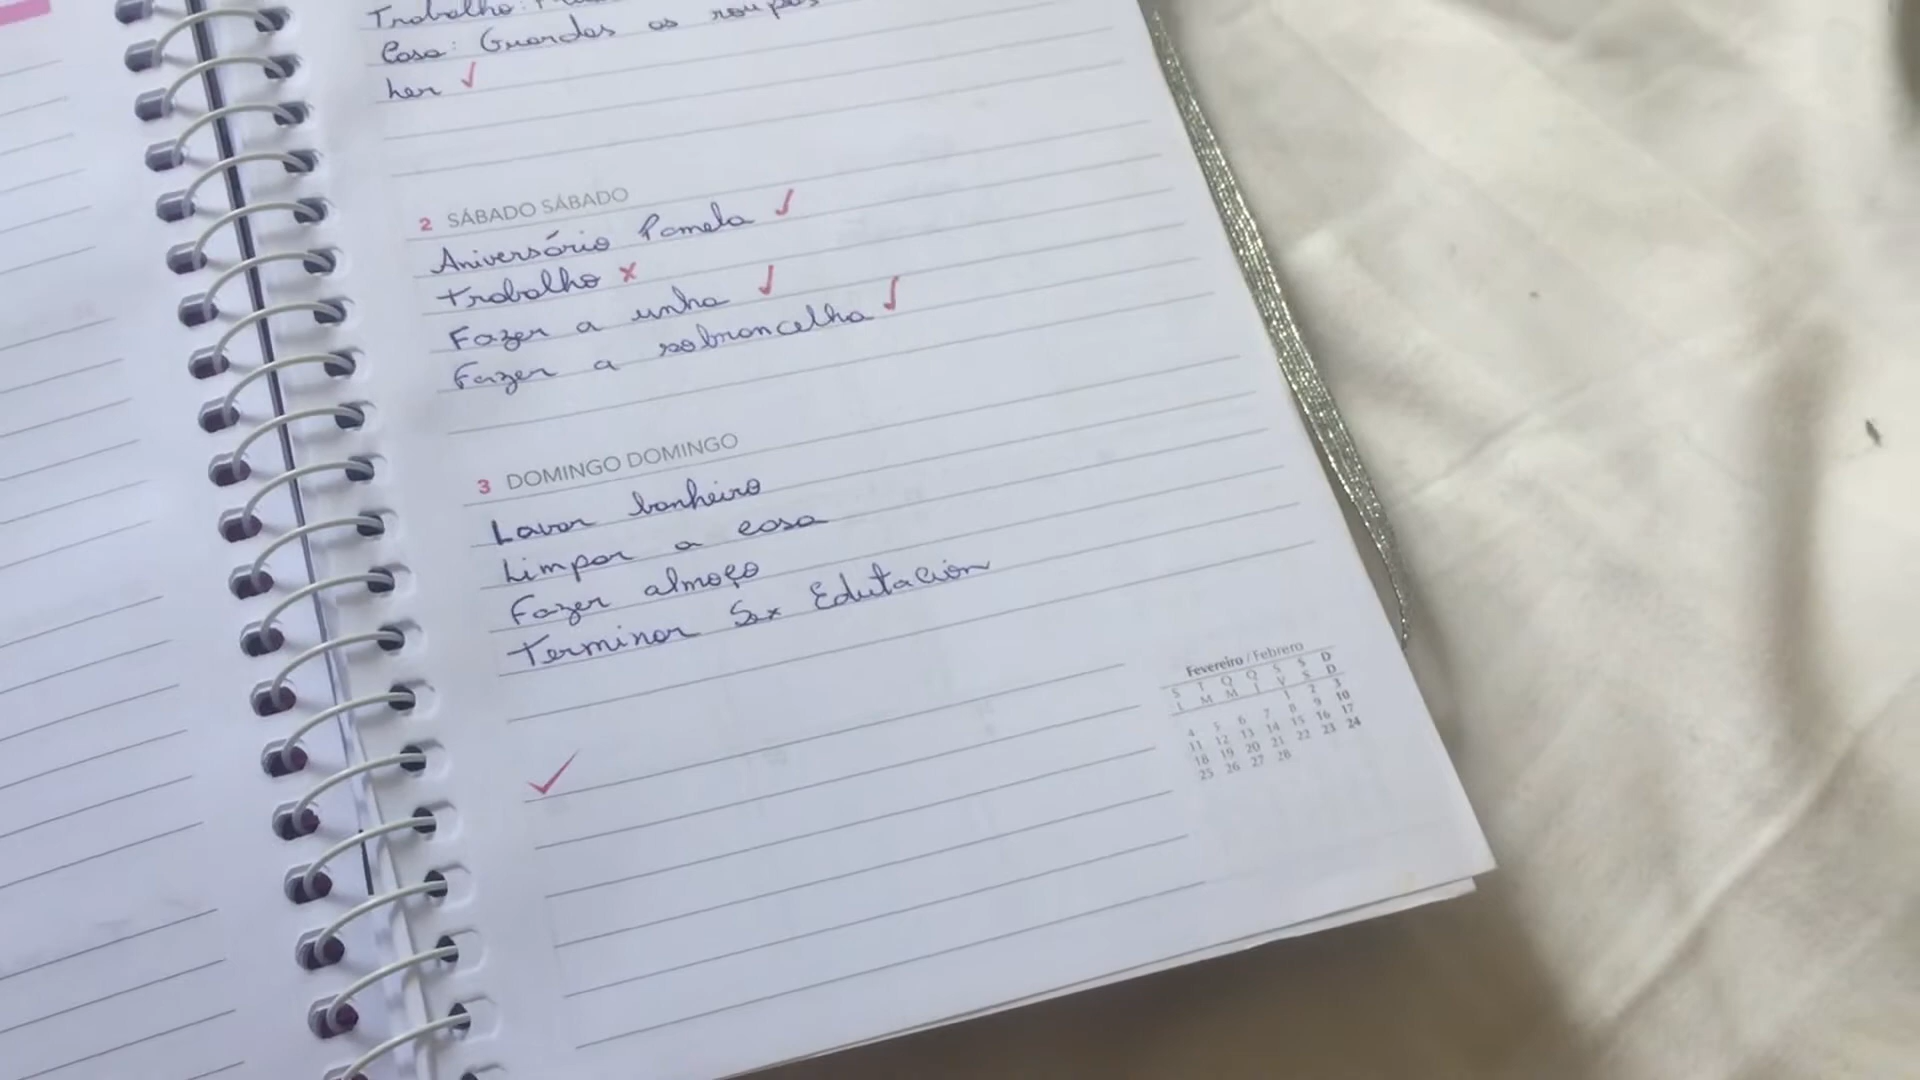 Trabalho:
Casa: Guardar as roupas
her ✓
2 SÁBADO SÁBADO
Aniversário Pamela ✓
Trabalho x
Fazer a unha ✓
Fazer a sobrancelha ✓
3 DOMINGO DOMINGO
Lavar banheiro
Limpar a casa
Fazer almoço
Terminar Sex Edutacion
✓
Fevereiro / Febrero
S T Q Q S S D
L M M J V S D
1 2 3
4 5 6 7 8 9 10
11 12 13 14 15 16 17
18 19 20 21 22 23 24
25 26 27 28